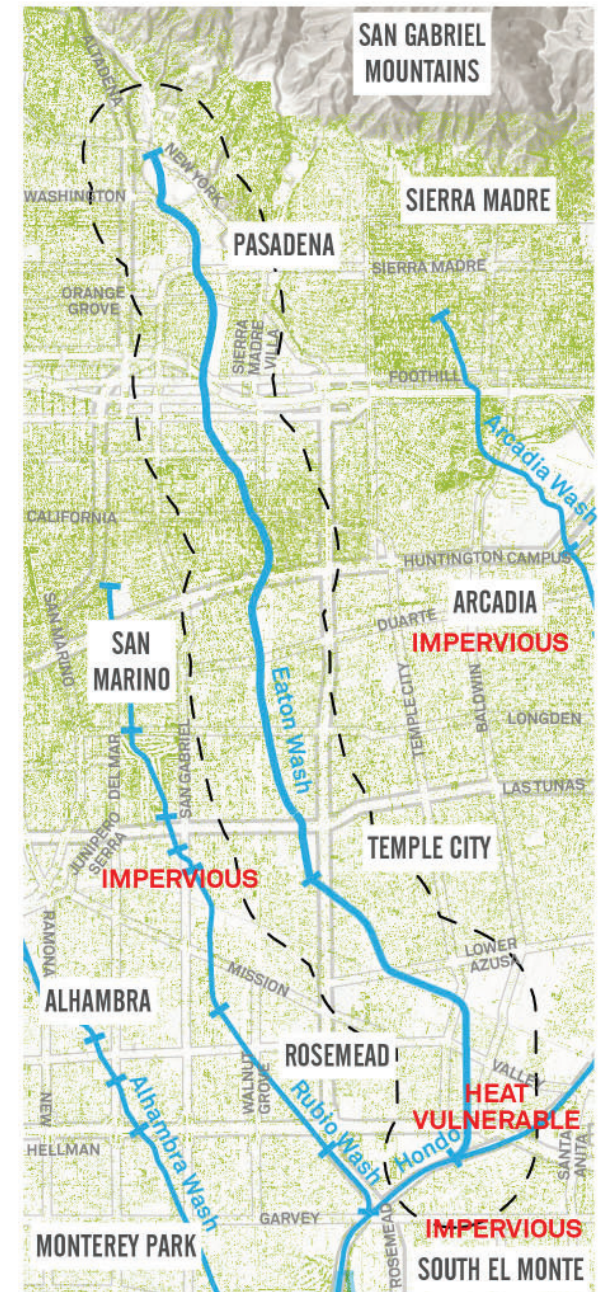 SAN GABRIEL
MOUNTAINS
ALTADENA
NEW YORK
WASHINGTON
SIERRA MADRE
PASADENA
SIERRA MADRE
ORANGE
GROVE
SIERRA
MADRE
VILLA
FOOTHILL
Arcadia Wash
CALIFORNIA
HUNTINGTON CAMPUS
SAN MARINO
ARCADIA
DUARTE
IMPERVIOUS
SAN
MARINO
Eaton Wash
TEMPLE CITY
BALDWIN
LONGDEN
DEL MAR
SAN GABRIEL
LAS TUNAS
JUNIPERO
SERRA
TEMPLE CITY
IMPERVIOUS
RAMONA
MISSION
LOWER
AZUSA
ALHAMBRA
ROSEMEAD
VALLEY
WALNUT
GROVE
NEW
Alhambra Wash
Rubio Wash
HEAT
VULNERABLE
Hondo
HELLMAN
SANTA
ANITA
GARVEY
ROSEMEAD
IMPERVIOUS
MONTEREY PARK
SOUTH EL MONTE